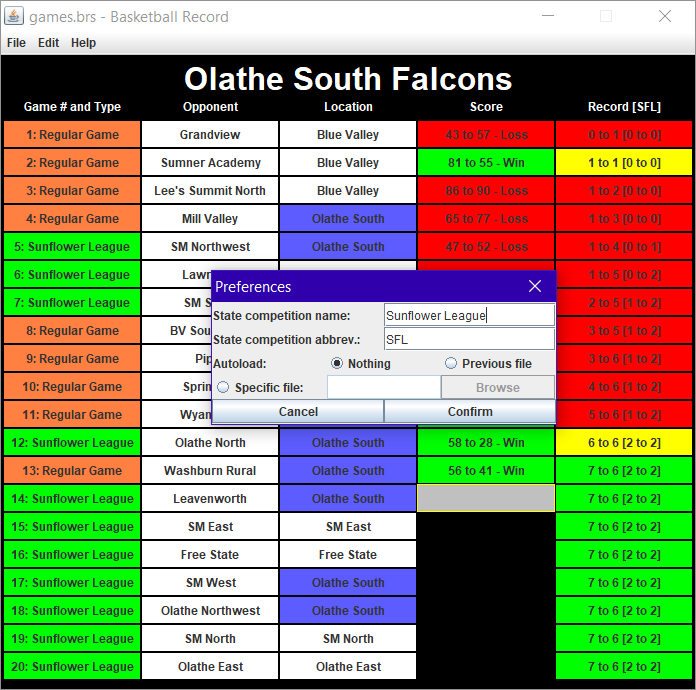 games.brs - Basketball Record
File Edit Help
Olathe South Falcons
Game # and Type Opponent Location Score Record [SFL]
1: Regular Game Grandview Blue Valley 43 to 57 - Loss 0 to 1 [0 to 0]
2: Regular Game Sumner Academy Blue Valley 81 to 55 - Win 1 to 1 [0 to 0]
3: Regular Game Lee's Summit North Blue Valley 86 to 90 - Loss 1 to 2 [0 to 0]
4: Regular Game Mill Valley Olathe South 65 to 77 - Loss 1 to 3 [0 to 0]
5: Sunflower League SM Northwest Olathe South 47 to 52 - Loss 1 to 4 [0 to 1]
6: Sunflower League 1 to 5 [0 to 2]
7: Sunflower League SM 2 to 5 [1 to 2]
8: Regular Game BV 3 to 5 [1 to 2]
9: Regular Game 3 to 6 [1 to 2]
10: Regular Game 4 to 6 [1 to 2]
11: Regular Game 5 to 6 [1 to 2]
12: Sunflower League Olathe North Olathe South 58 to 28 - Win 6 to 6 [2 to 2]
13: Regular Game Washburn Rural Olathe South 56 to 41 - Win 7 to 6 [2 to 2]
14: Sunflower League Leavenworth Olathe South 7 to 6 [2 to 2]
15: Sunflower League SM East SM East 7 to 6 [2 to 2]
16: Sunflower League Free State Free State 7 to 6 [2 to 2]
17: Sunflower League SM West Olathe South 7 to 6 [2 to 2]
18: Sunflower League Olathe Northwest Olathe South 7 to 6 [2 to 2]
19: Sunflower League SM North SM North 7 to 6 [2 to 2]
20: Sunflower League Olathe East Olathe East 7 to 6 [2 to 2]
Preferences
State competition name: Sunflower League
State competition abbrev.: SFL
Autoload: Nothing Previous file
Specific file: Browse
Cancel Confirm